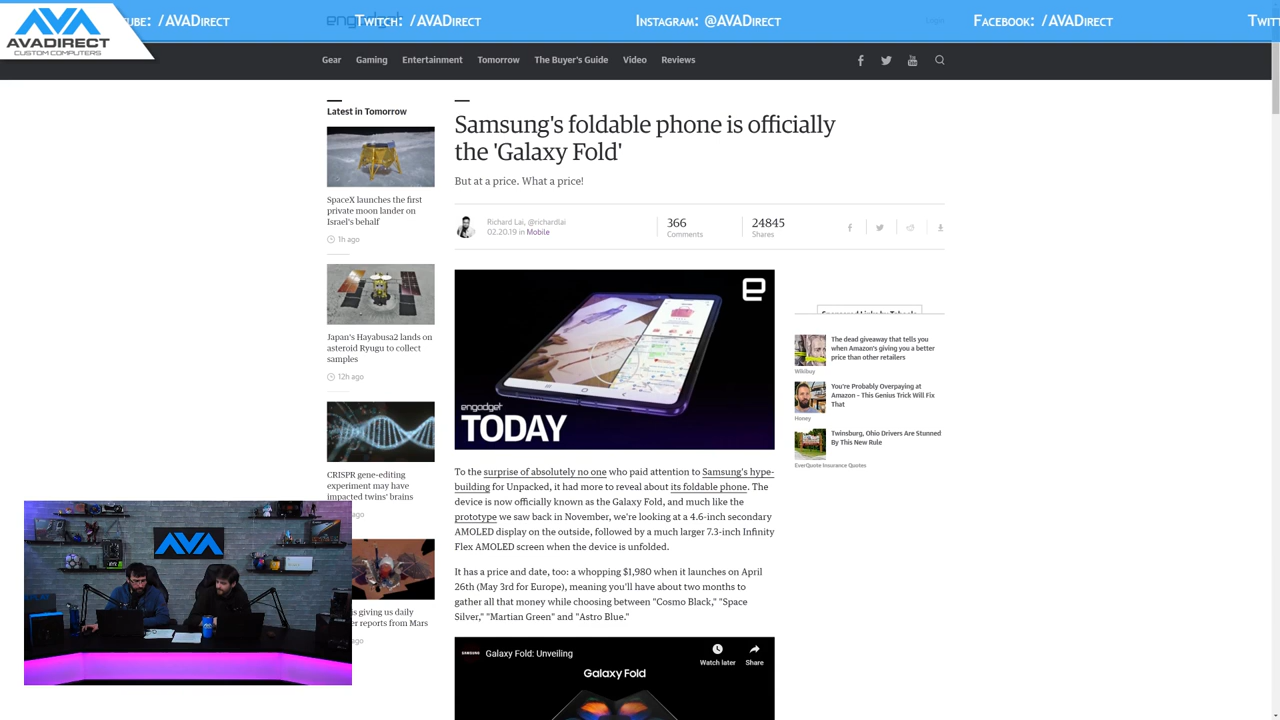 AVADIRECT
CUSTOM COMPUTERS
UBE: /AVADIRECT
TWITCH: /AVADIRECT
INSTAGRAM: @AVADIRECT
FACEBOOK: /AVADIRECT
engadget
Login
Gear
Gaming
Entertainment
Tomorrow
The Buyer's Guide
Video
Reviews
Latest in Tomorrow
SpaceX launches the first
private moon lander on
Israel's behalf
1h ago
Japan's Hayabusa2 lands on
asteroid Ryugu to collect
samples
12h ago
CRISPR gene-editing
experiment may have
impacted twins' brains
ago
is giving us daily
reports from Mars
ago
Samsung's foldable phone is officially
the 'Galaxy Fold'
But at a price. What a price!
Richard Lai, @richardlai
02.20.19 in Mobile
366
Comments
24845
Shares
engadget
TODAY
To the surprise of absolutely no one who paid attention to Samsung's hype-
building for Unpacked, it had more to reveal about its foldable phone. The
device is now officially known as the Galaxy Fold, and much like the
prototype we saw back in November, we're looking at a 4.6-inch secondary
AMOLED display on the outside, followed by a much larger 7.3-inch Infinity
Flex AMOLED screen when the device is unfolded.
It has a price and date, too: a whopping $1,980 when it launches on April
26th (May 3rd for Europe), meaning you'll have about two months to
gather all that money while choosing between "Cosmo Black," "Space
Silver," "Martian Green" and "Astro Blue."
SAMSUNG
Galaxy Fold: Unveiling
Watch later
Share
Galaxy Fold
Sponsored Links by Taboola
The dead giveaway that tells you
when Amazon's giving you a better
price than other retailers
Wikibuy
You're Probably Overpaying at
Amazon – This Genius Trick Will Fix
That
Honey
Twinsburg, Ohio Drivers Are Stunned
By This New Rule
EverQuote Insurance Quotes
AVA